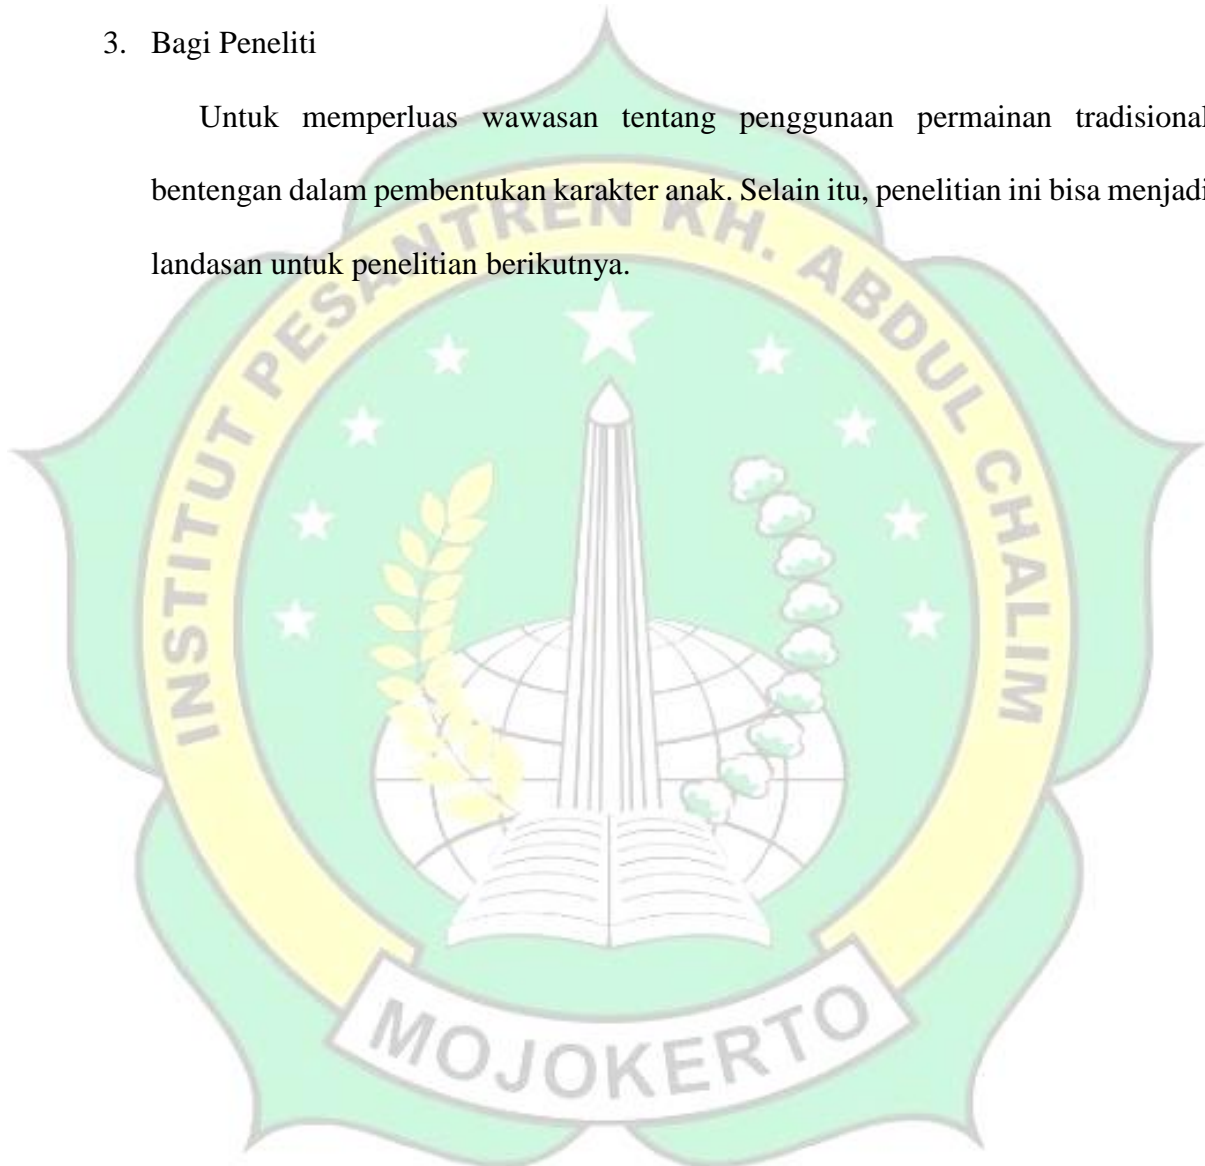 3. Bagi Peneliti
Untuk memperluas wawasan tentang penggunaan permainan tradisional
bentengan dalam pembentukan karakter anak. Selain itu, penelitian ini bisa menjadi
landasan untuk penelitian berikutnya.
INSTITUT PESANTREN KH. ABDUL CHALIM
MOJOKERTO